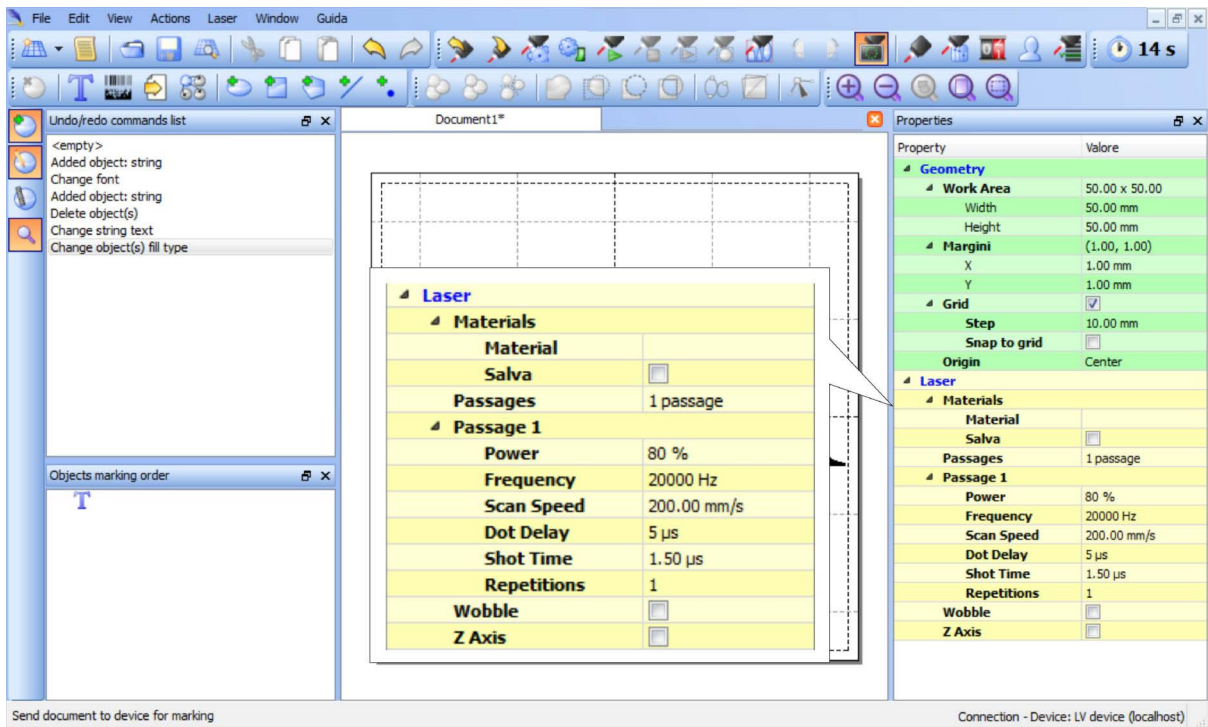 File Edit View Actions Laser Window Guida
14 s
T
Undo/redo commands list
<empty>
Added object: string
Change font
Added object: string
Delete object(s)
Change string text
Change object(s) fill type
Objects marking order
T
Document1*
Laser
Materials
Material
Salva
Passages 1 passage
Passage 1
Power 80 %
Frequency 20000 Hz
Scan Speed 200.00 mm/s
Dot Delay 5 µs
Shot Time 1.50 µs
Repetitions 1
Wobble
Z Axis
Properties
Property Valore
Geometry
Work Area 50.00 x 50.00
Width 50.00 mm
Height 50.00 mm
Margini (1.00, 1.00)
X 1.00 mm
Y 1.00 mm
Grid
Step 10.00 mm
Snap to grid
Origin Center
Laser
Materials
Material
Salva
Passages 1 passage
Passage 1
Power 80 %
Frequency 20000 Hz
Scan Speed 200.00 mm/s
Dot Delay 5 µs
Shot Time 1.50 µs
Repetitions 1
Wobble
Z Axis
Send document to device for marking
Connection - Device: LV device (localhost)